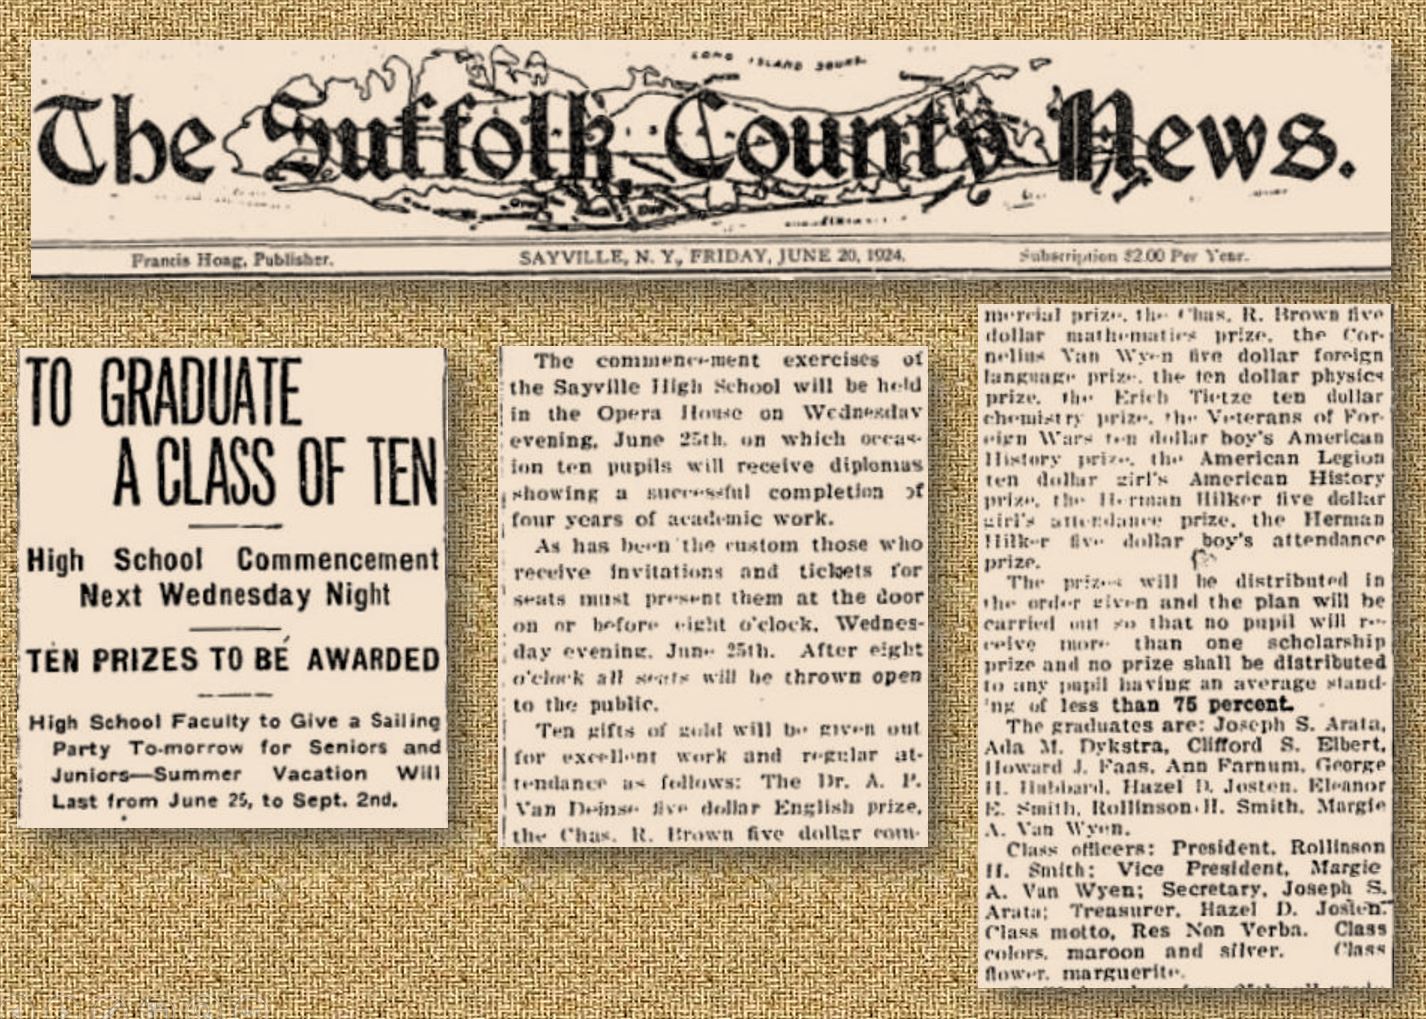 LONG ISLAND SOUND.
The Suffolk County News.
Francis Hoag, Publisher.
SAYVILLE, N. Y., FRIDAY, JUNE 20, 1924.
Subscription $2.00 Per Year.
TO GRADUATE
A CLASS OF TEN
High School Commencement
Next Wednesday Night
TEN PRIZES TO BE AWARDED
High School Faculty to Give a Sailing
Party To-morrow for Seniors and
Juniors—Summer Vacation Will
Last from June 25, to Sept. 2nd.
The commencement exercises of
the Sayville High School will be held
in the Opera House on Wednesday
evening, June 25th, on which occas-
ion ten pupils will receive diplomas
showing a successful completion of
four years of academic work.
As has been the custom those who
receive invitations and tickets for
seats must present them at the door
on or before eight o'clock, Wednes-
day evening, June 25th. After eight
o'clock all seats will be thrown open
to the public.
Ten gifts of gold will be given out
for excellent work and regular at-
tendance as follows: The Dr. A. P.
Van Deinse five dollar English prize,
the Chas. R. Brown five dollar com-
mercial prize, the Chas. R. Brown five
dollar mathematics prize, the Cor-
nelius Van Wyen five dollar foreign
language prize, the ten dollar physics
prize, the Erich Tietze ten dollar
chemistry prize, the Veterans of For-
eign Wars ten dollar boy's American
History prize, the American Legion
ten dollar girl's American History
prize, the Herman Hilker five dollar
girl's attendance prize, the Herman
Hilker five dollar boy's attendance
prize.
The prizes will be distributed in
the order given and the plan will be
carried out so that no pupil will re-
ceive more than one scholarship
prize and no prize shall be distributed
to any pupil having an average stand-
ing of less than 75 percent.
The graduates are: Joseph S. Arata,
Ada M. Dykstra, Clifford S. Elbert,
Howard J. Faas, Ann Farnum, George
H. Hubbard, Hazel D. Josten, Eleanor
E. Smith, Rollinson H. Smith, Margie
A. Van Wyen.
Class officers: President, Rollinson
H. Smith; Vice President, Margie
A. Van Wyen; Secretary, Joseph S.
Arata; Treasurer, Hazel D. Josten.
Class motto, Res Non Verba. Class
colors, maroon and silver. Class
flower, marguerite.